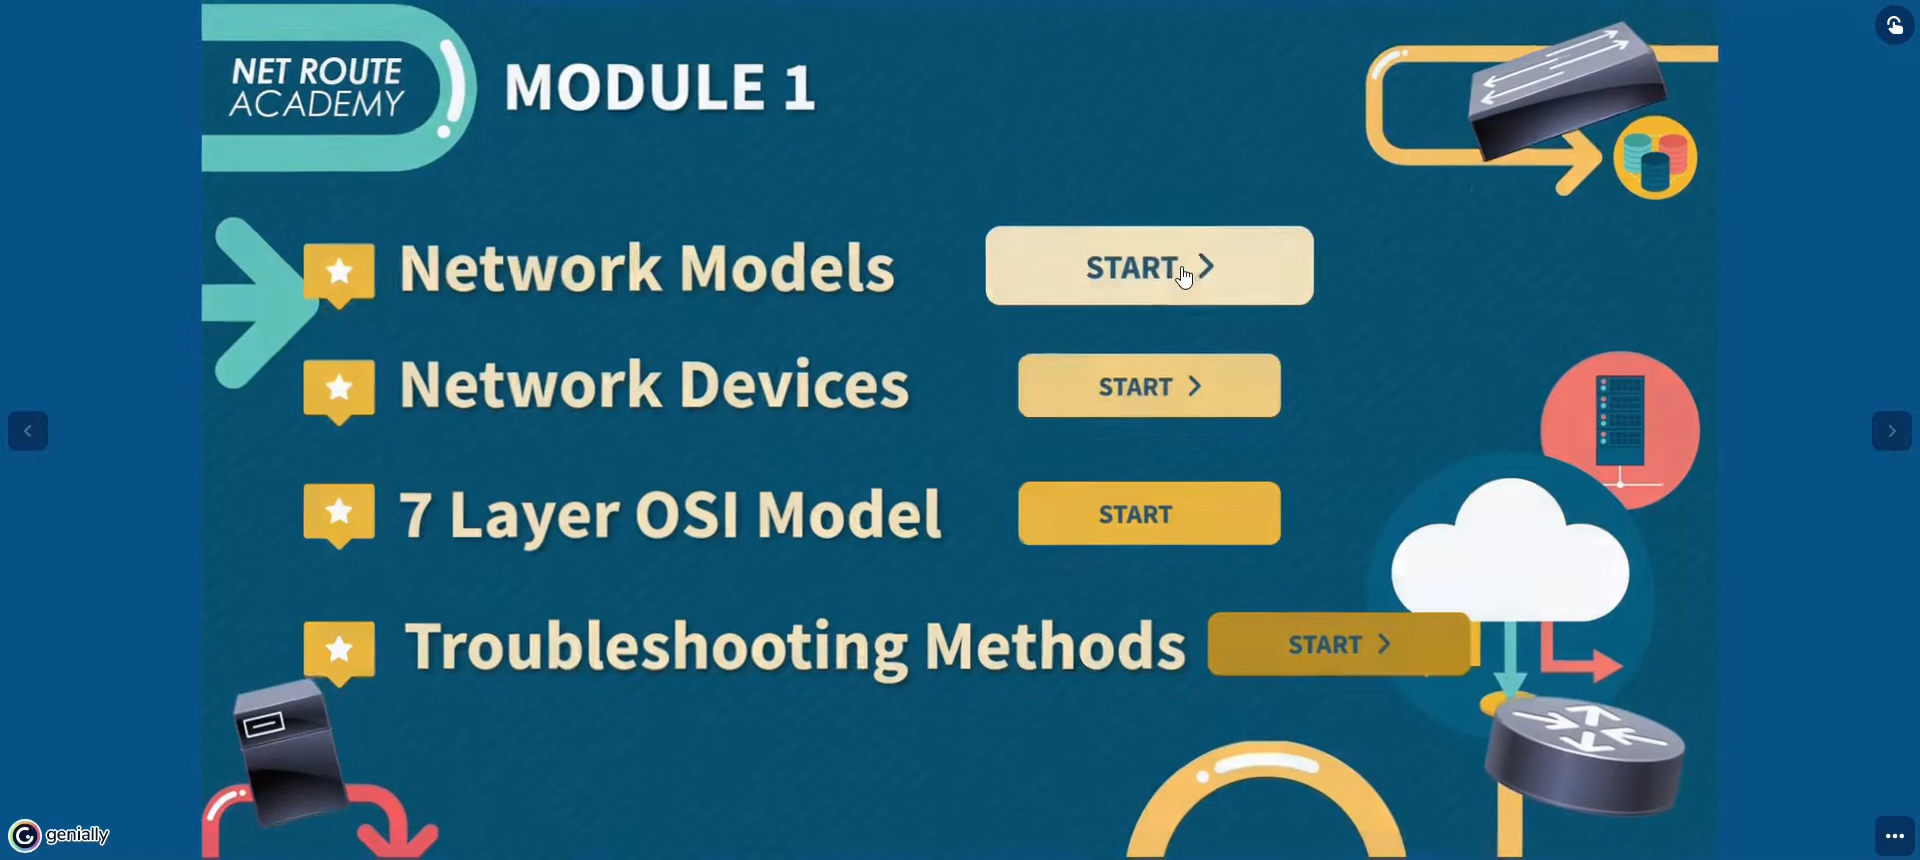 NET ROUTE
ACADEMY
MODULE 1
Network Models
START
Network Devices
START
7 Layer OSI Model
START
Troubleshooting Methods
START
genially